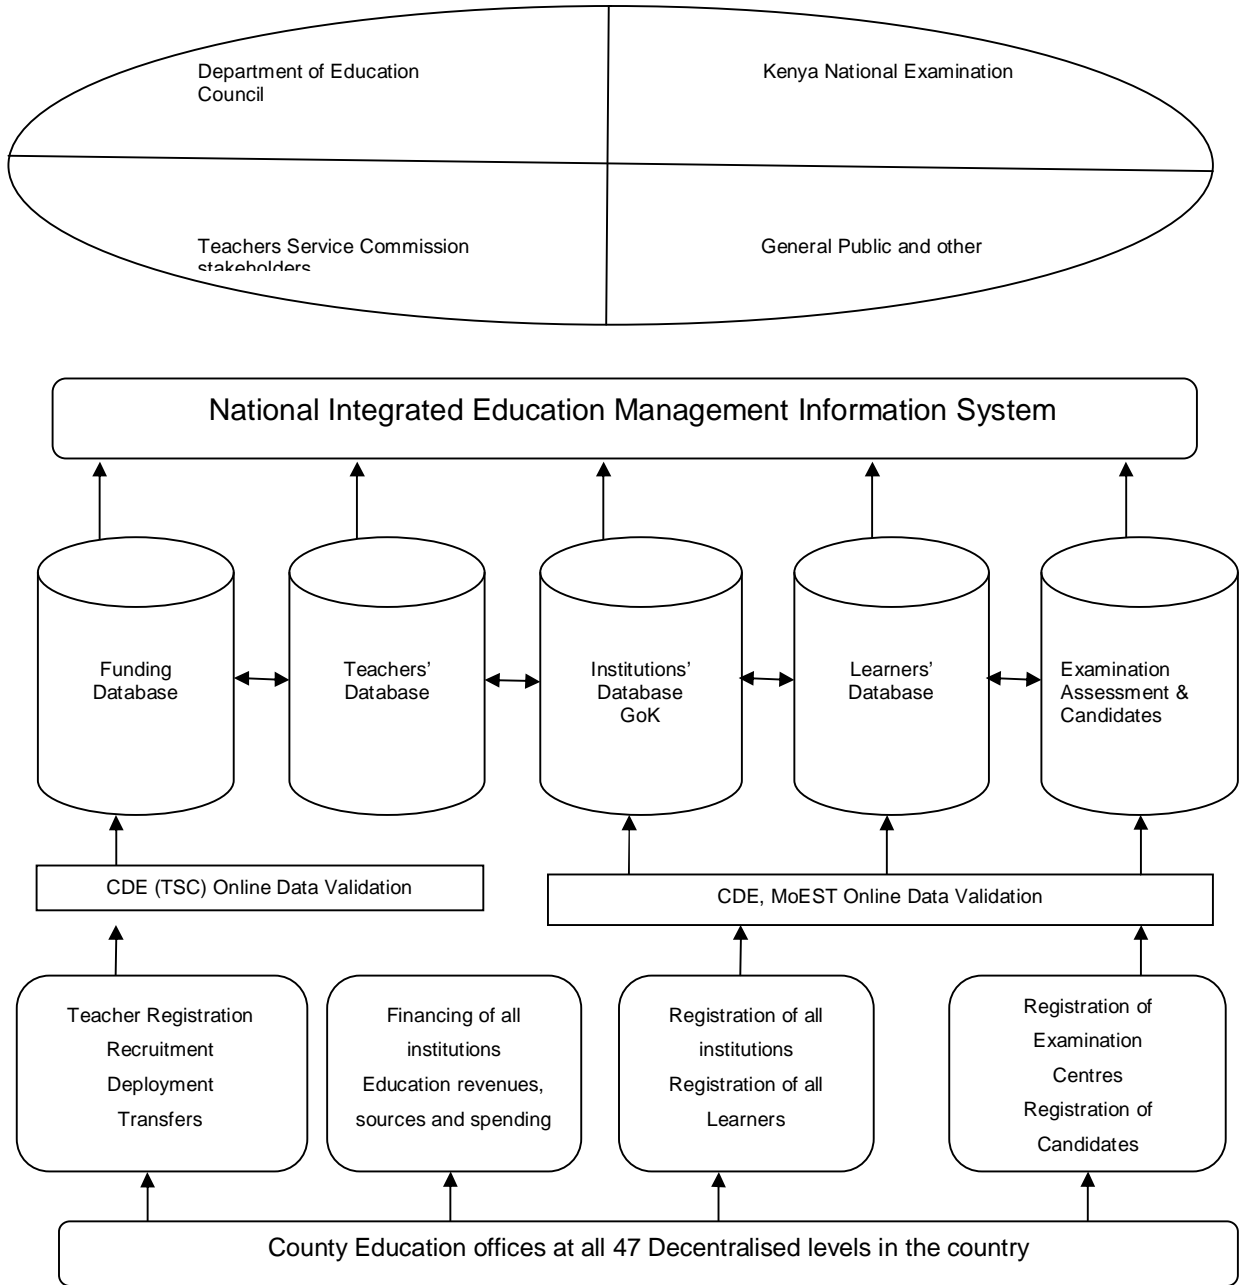 Department of Education
Council
Kenya National Examination
Teachers Service Commission
stakeholders
General Public and other
National Integrated Education Management Information System
Funding
Database
Teachers’
Database
Institutions’
Database
GoK
Learners’
Database
Examination
Assessment &
Candidates
CDE (TSC) Online Data Validation
CDE, MoEST Online Data Validation
Teacher Registration
Recruitment
Deployment
Transfers
Financing of all
institutions
Education revenues,
sources and spending
Registration of all
institutions
Registration of all
Learners
Registration of
Examination
Centres
Registration of
Candidates
County Education offices at all 47 Decentralised levels in the country